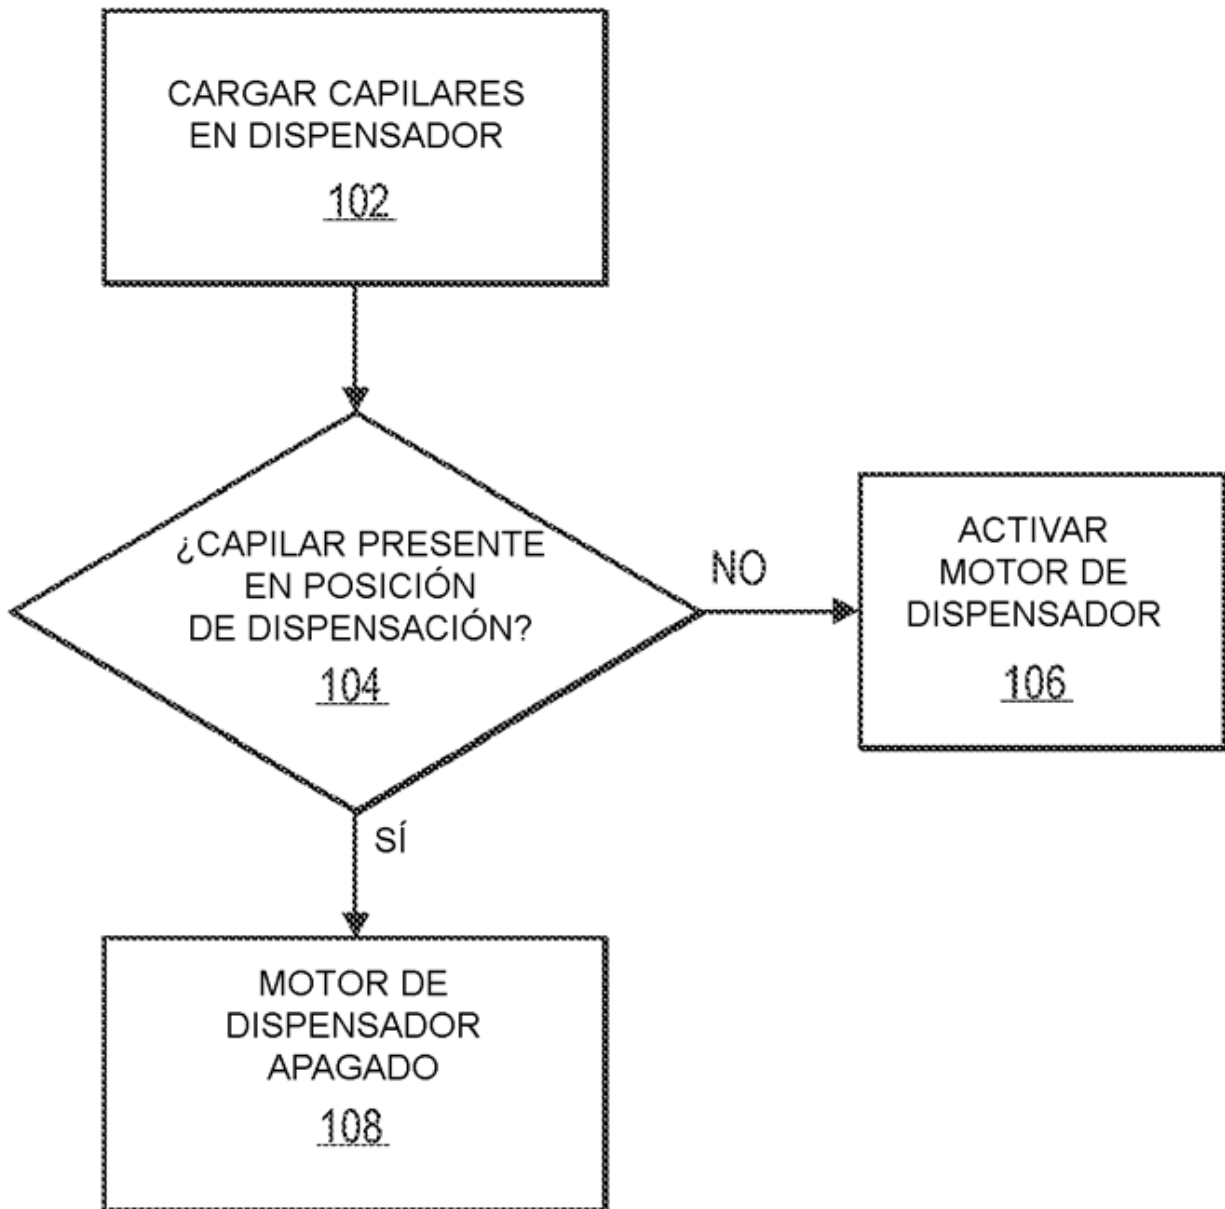 CARGAR CAPILARES
EN DISPENSADOR
102
¿CAPILAR PRESENTE
EN POSICIÓN
DE DISPENSACIÓN?
104
NO
ACTIVAR
MOTOR DE
DISPENSADOR
106
SÍ
MOTOR DE
DISPENSADOR
APAGADO
108